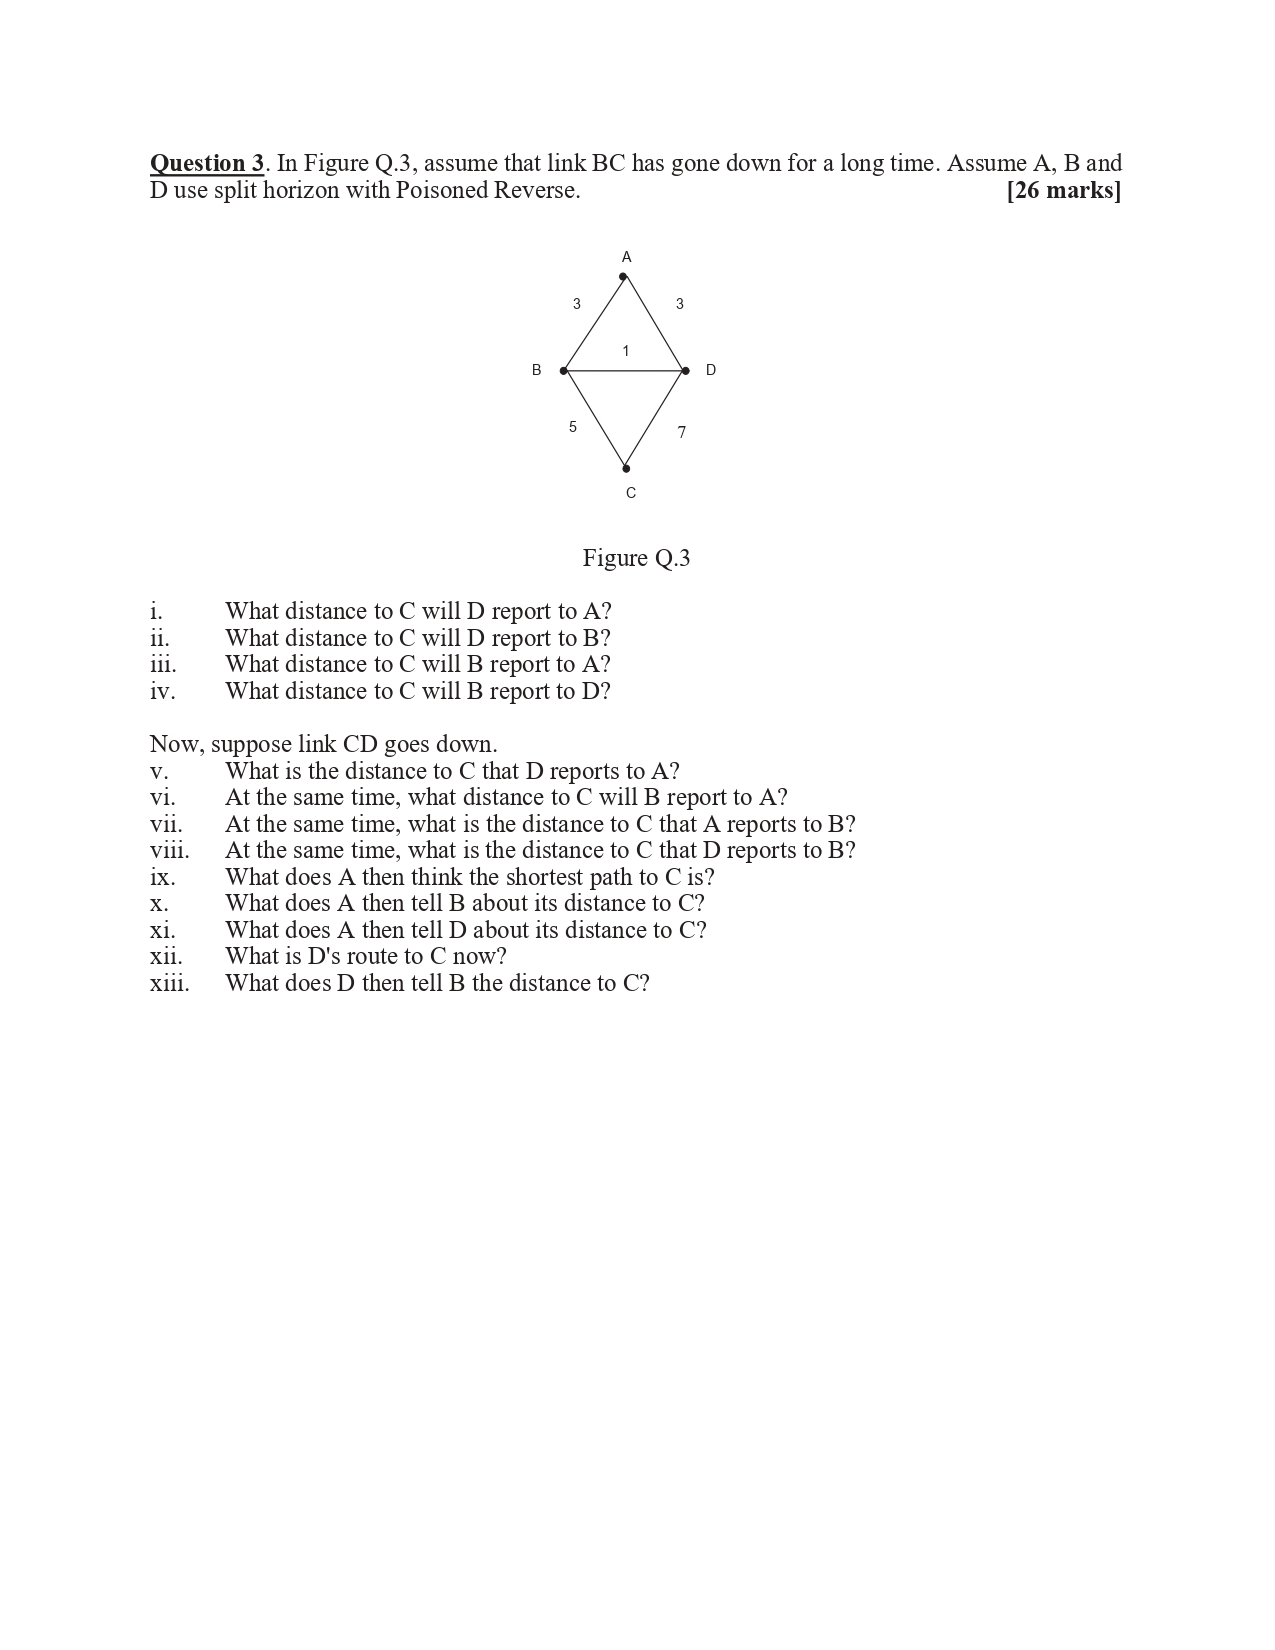 Question 3. In Figure Q.3, assume that link BC has gone down for a long time. Assume A, B and
D use split horizon with Poisoned Reverse. [26 marks]
A
3 3
1
B D
5 7
C
Figure Q.3
i. What distance to C will D report to A?
ii. What distance to C will D report to B?
iii. What distance to C will B report to A?
iv. What distance to C will B report to D?
Now, suppose link CD goes down.
v. What is the distance to C that D reports to A?
vi. At the same time, what distance to C will B report to A?
vii. At the same time, what is the distance to C that A reports to B?
viii. At the same time, what is the distance to C that D reports to B?
ix. What does A then think the shortest path to C is?
x. What does A then tell B about its distance to C?
xi. What does A then tell D about its distance to C?
xii. What is D's route to C now?
xiii. What does D then tell B the distance to C?